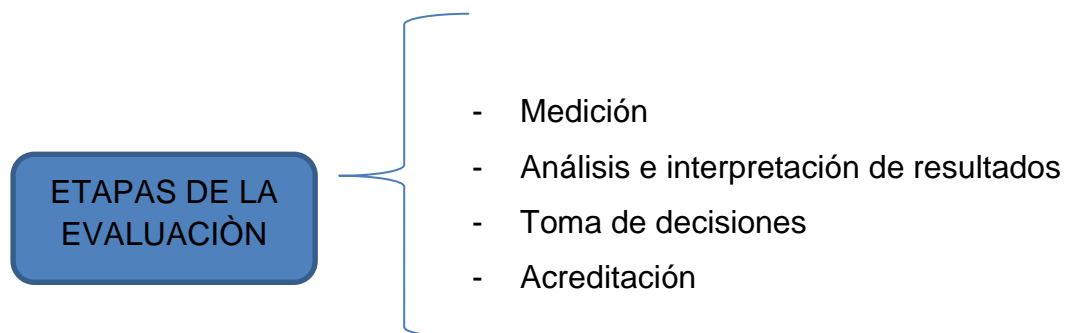 ETAPAS DE LA
EVALUACIÒN
- Medición
- Análisis e interpretación de resultados
- Toma de decisiones
- Acreditación